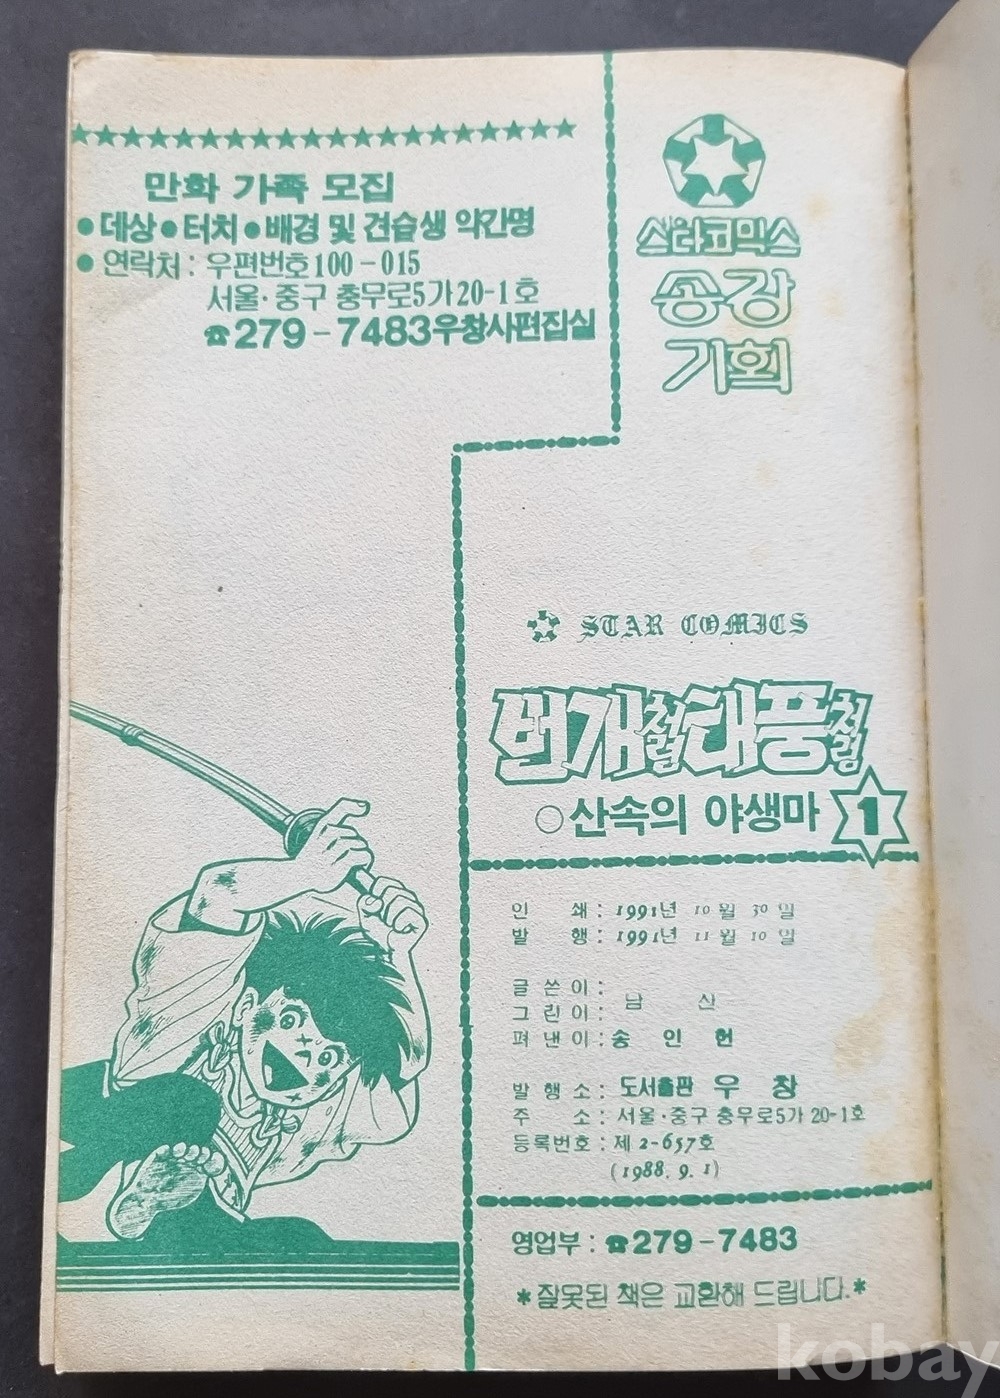 만화 가족 모집
●데상●터치●배경 및 견습생 약간명
●연락처: 우편번호100-015
서울·중구 충무로5가20-1호
☎279-7483우창사편집실
스타코믹스
송강
기획
STAR COMICS
번개처럼 대풍처럼
○산속의 야생마 1
인 쇄: 1991년 10월 30일
발 행: 1991년 11월 10일
글 쓴 이:
그 린 이: 남 산
펴 낸 이: 송 인 헌
발 행 소: 도서출판 우 창
주 소: 서울·중구 충무로5가 20-1호
등록번호: 제 2-657호
(1988. 9. 1)
영업부: ☎279-7483
*잘못된 책은 교환해 드립니다.*
kobay